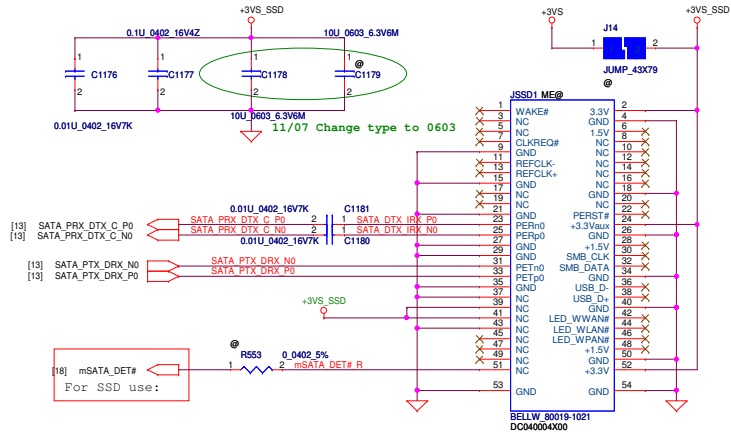 +3VS_SSD
0.1U_0402_16V4Z
10U_0603_6.3V6M
1
1
1
1
@
C1176
C1177
C1178
C1179
2
2
2
2
0.01U_0402_16V7K
10U_0603_6.3V6M
11/07 Change type to 0603
+3VS
+3VS_SSD
J14
1
2
JUMP_43X79
@
JSSD1 ME@
1 WAKE# 3.3V 2
3 NC GND 4
5 NC 1.5V 6
7 CLKREQ# NC 8
9 GND NC 10
11 REFCLK- NC 12
13 REFCLK+ NC 14
15 GND NC 16
17 NC GND 18
19 NC NC 20
21 GND PERST# 22
23 PERn0 +3.3Vaux 24
25 PERp0 GND 26
27 GND +1.5V 28
29 GND SMB_CLK 30
31 PETn0 SMB_DATA 32
33 PETp0 GND 34
35 GND USB_D- 36
37 NC USB_D+ 38
39 NC GND 40
41 NC LED_WWAN# 42
43 NC LED_WLAN# 44
45 NC LED_WPAN# 46
47 NC +1.5V 48
49 NC GND 50
51 NC +3.3V 52
53 GND GND 54
BELLW_80019-1021
DC040004X00
0.01U_0402_16V7K
C1181
[13] SATA_PRX_DTX_C_P0 SATA_PRX_DTX_C_P0 2 1 SATA_DTX_IRX_P0
[13] SATA_PRX_DTX_C_N0 SATA_PRX_DTX_C_N0 2 1 SATA_DTX_IRX_N0
0.01U_0402_16V7K
C1180
[13] SATA_PTX_DRX_N0 SATA_PTX_DRX_N0
[13] SATA_PTX_DRX_P0 SATA_PTX_DRX_P0
+3VS_SSD
@
R553 0_0402_5%
[18] mSATA_DET# 1 2 mSATA_DET# R
For SSD use: